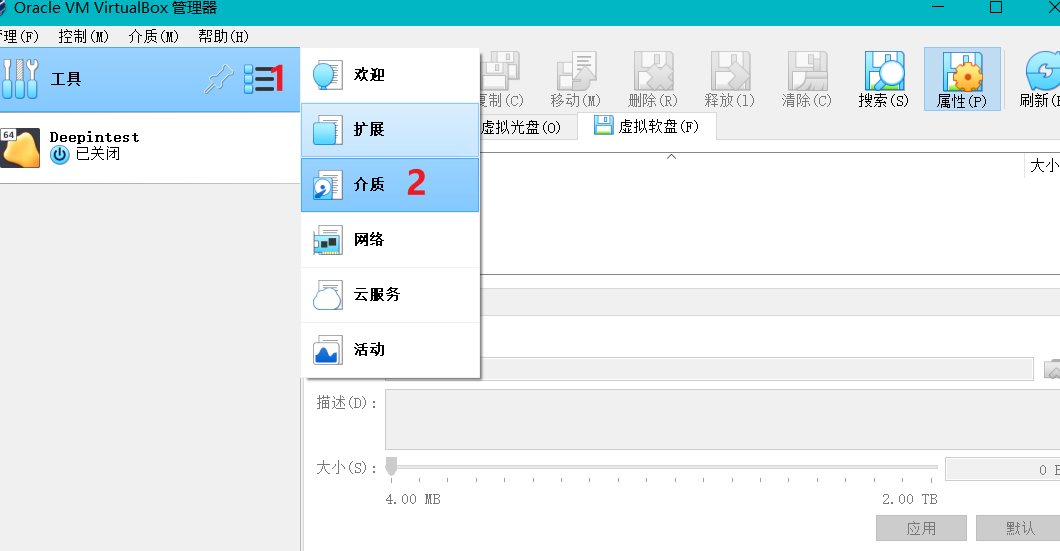 Oracle VM VirtualBox 管理器
理(F) 控制(M) 介质(M) 帮助(H)
工具
1
64
Deepintest
已关闭
欢迎
扩展
介质
2
网络
云服务
活动
复制(C) 移动(M) 删除(R) 释放(l) 清除(C) 搜索(S) 属性(P) 刷新(
虚拟光盘(O) 虚拟软盘(F)
大小
描述(D):
大小(S):
0
4.00 MB 2.00 TB
应用 默认